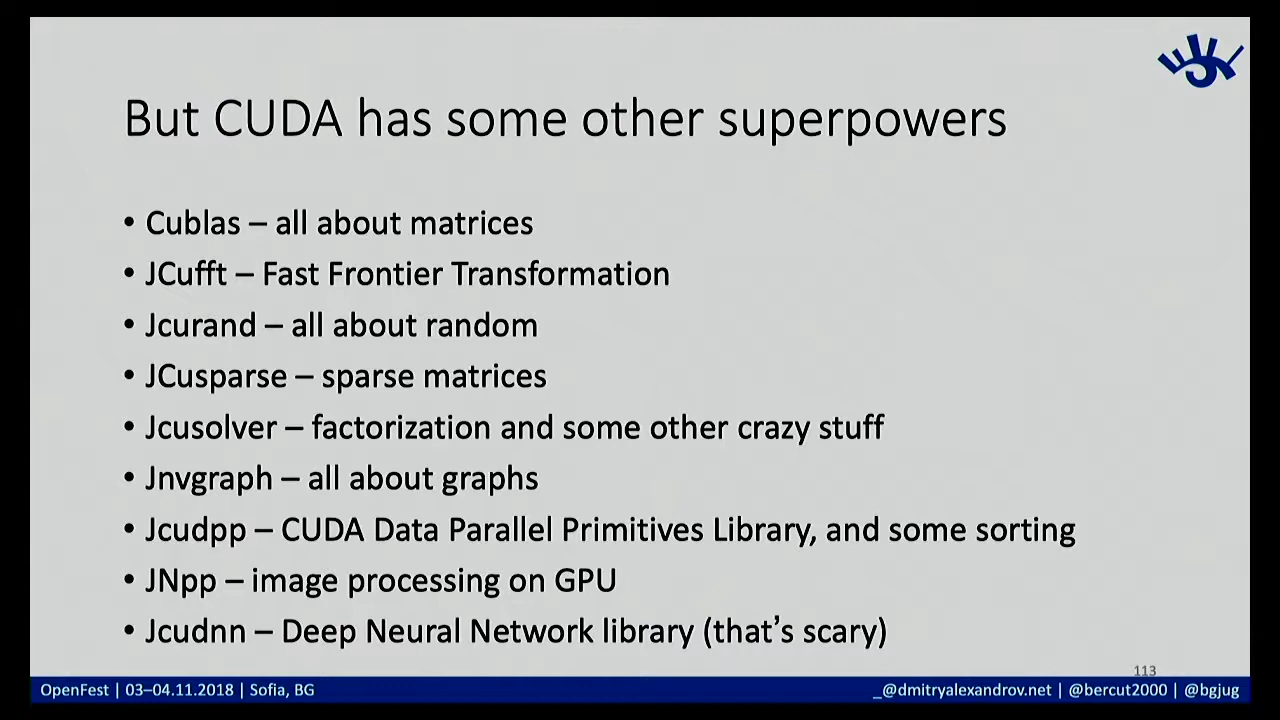 But CUDA has some other superpowers
• Cublas – all about matrices
• JCufft – Fast Frontier Transformation
• Jcurand – all about random
• JCusparse – sparse matrices
• Jcusolver – factorization and some other crazy stuff
• Jnvgraph – all about graphs
• Jcudpp – CUDA Data Parallel Primitives Library, and some sorting
• JNpp – image processing on GPU
• Jcudnn – Deep Neural Network library (that's scary)
113
OpenFest | 03–04.11.2018 | Sofia, BG
_@dmitryalexandrov.net | @bercut2000 | @bgjug